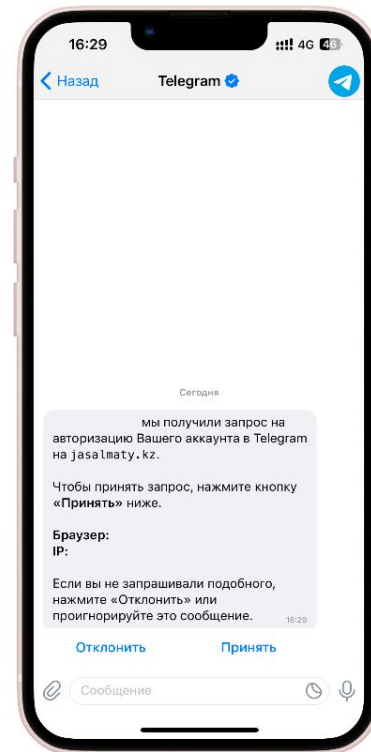 16:29
4G 46
Назад
Telegram
Сегодня
мы получили запрос на
авторизацию Вашего аккаунта в Telegram
на jasalmaty.kz.
Чтобы принять запрос, нажмите кнопку
«Принять» ниже.
Браузер:
IP:
Если вы не запрашивали подобного,
нажмите «Отклонить» или
проигнорируйте это сообщение.
16:29
Отклонить Принять
Сообщение